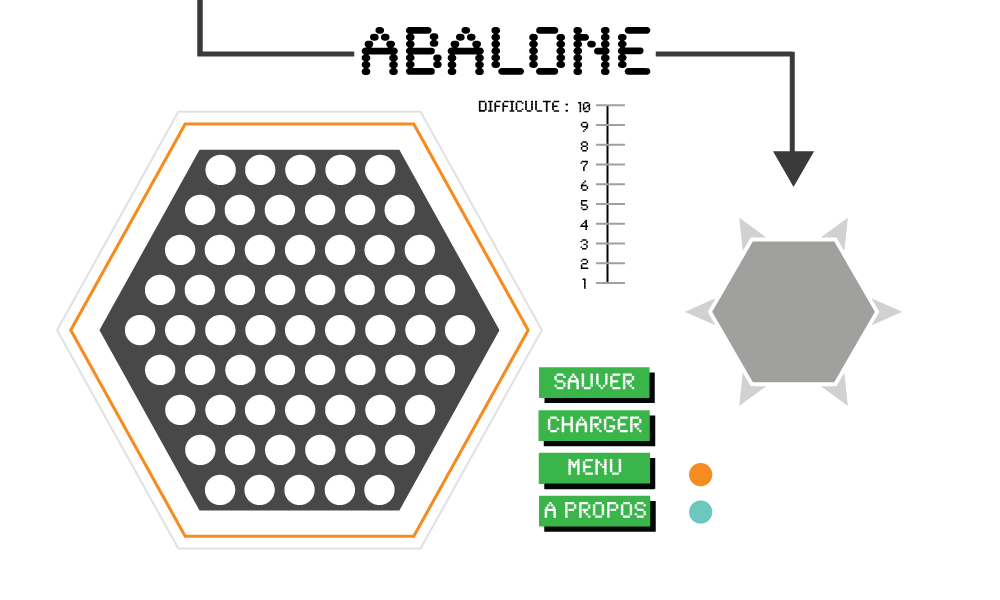 ABALONE
DIFFICULTE : 10
9
8
7
6
5
4
3
2
1
SAUVER
CHARGER
MENU
A PROPOS